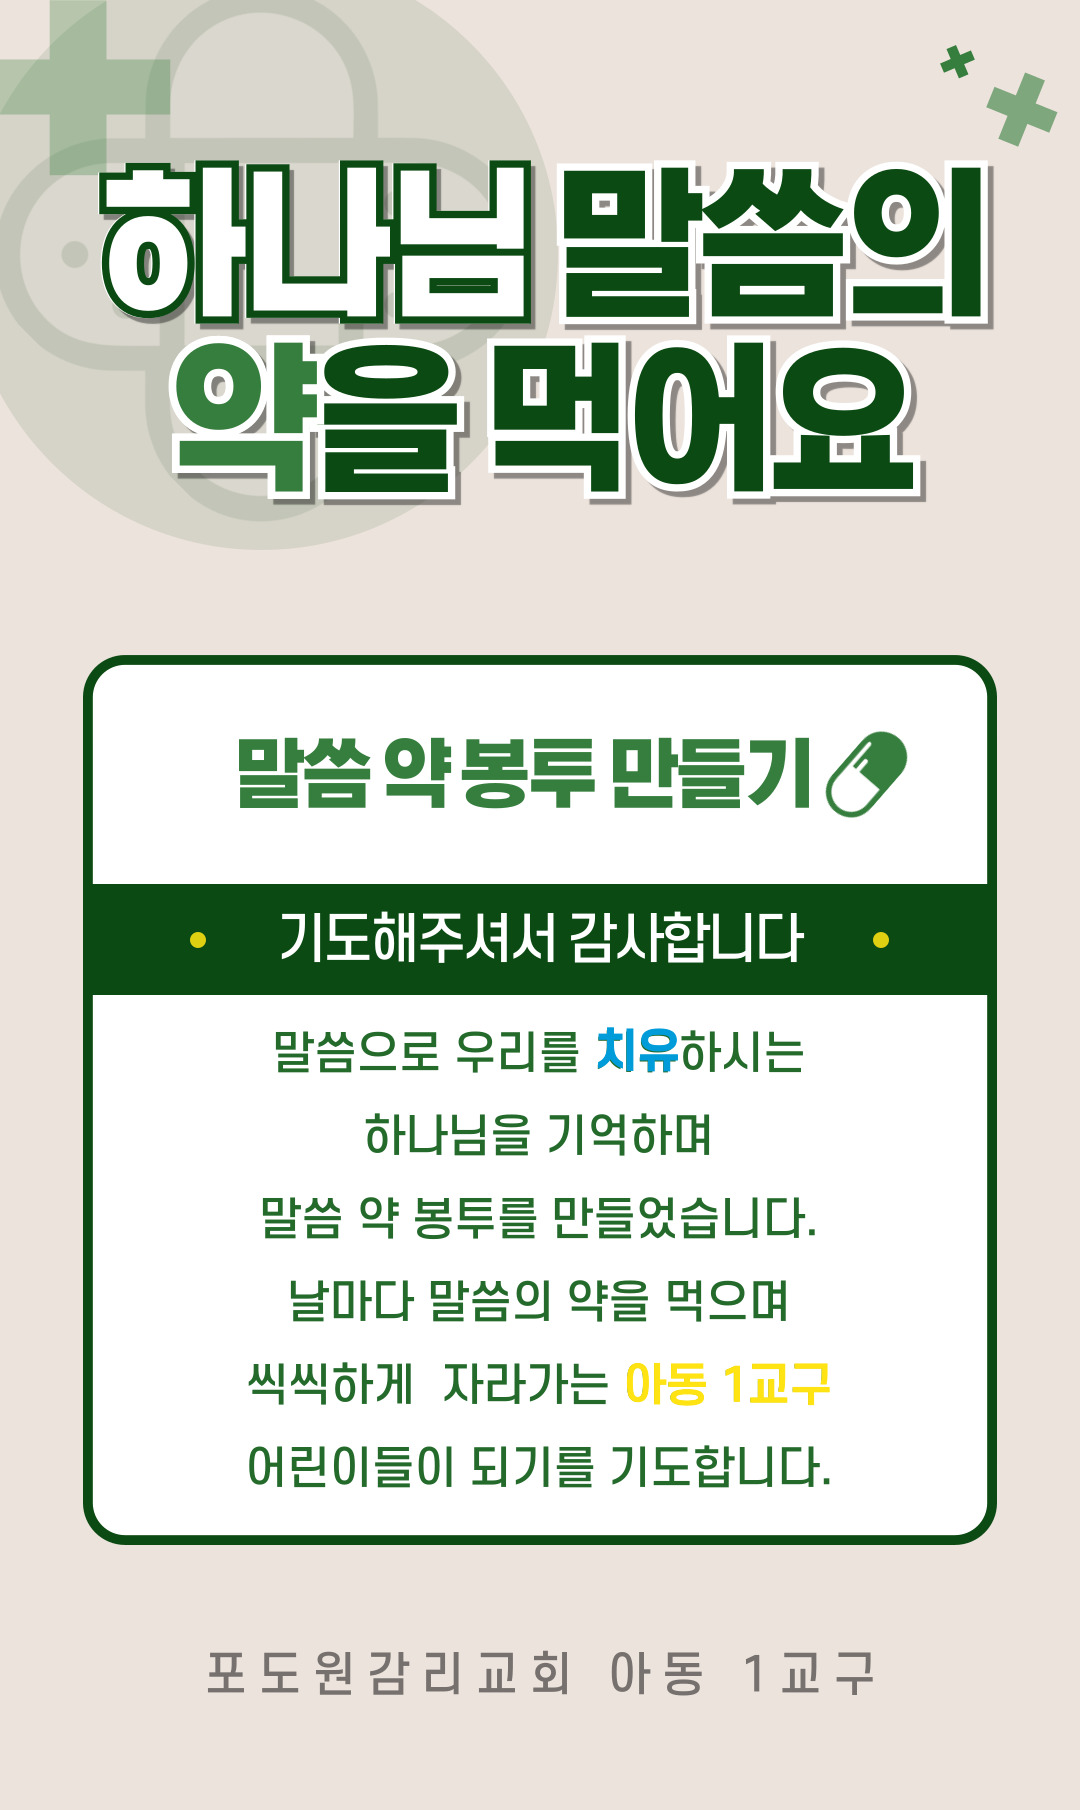 하나님 말씀의
약을 먹어요
말씀 약 봉투 만들기
기도해주셔서 감사합니다
말씀으로 우리를 치유하시는
하나님을 기억하며
말씀 약 봉투를 만들었습니다.
날마다 말씀의 약을 먹으며
씩씩하게 자라가는 아동 1교구
어린이들이 되기를 기도합니다.
포도원감리교회 아동 1교구